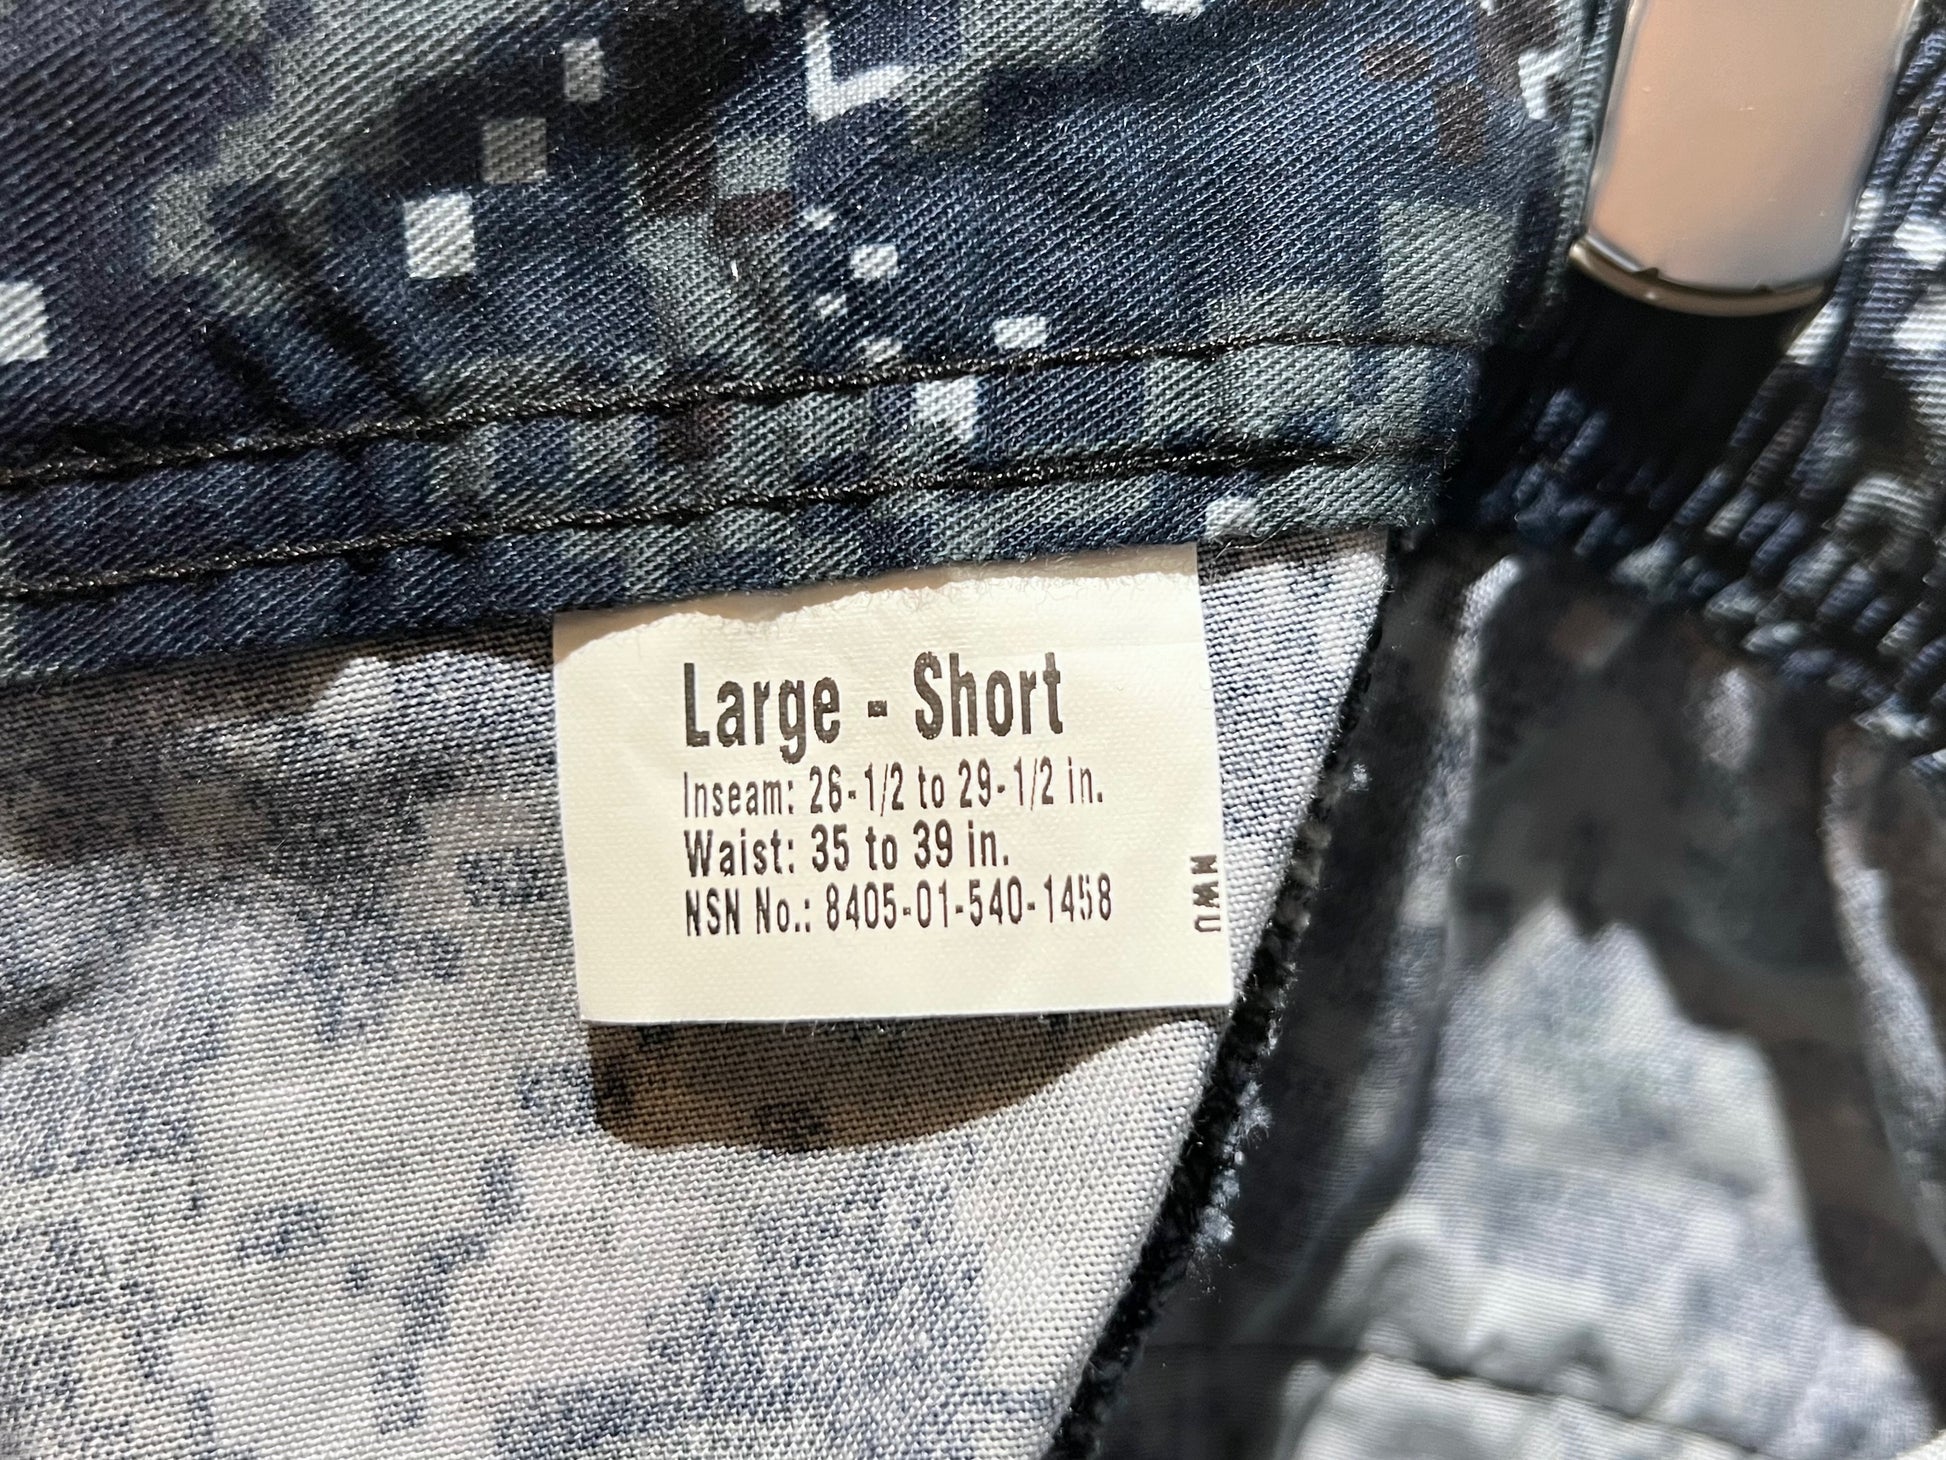 Large - Short
Inseam: 26-1/2 to 29-1/2 in.
Waist: 35 to 39 in.
NSN No.: 8405-01-540-1458
NWU